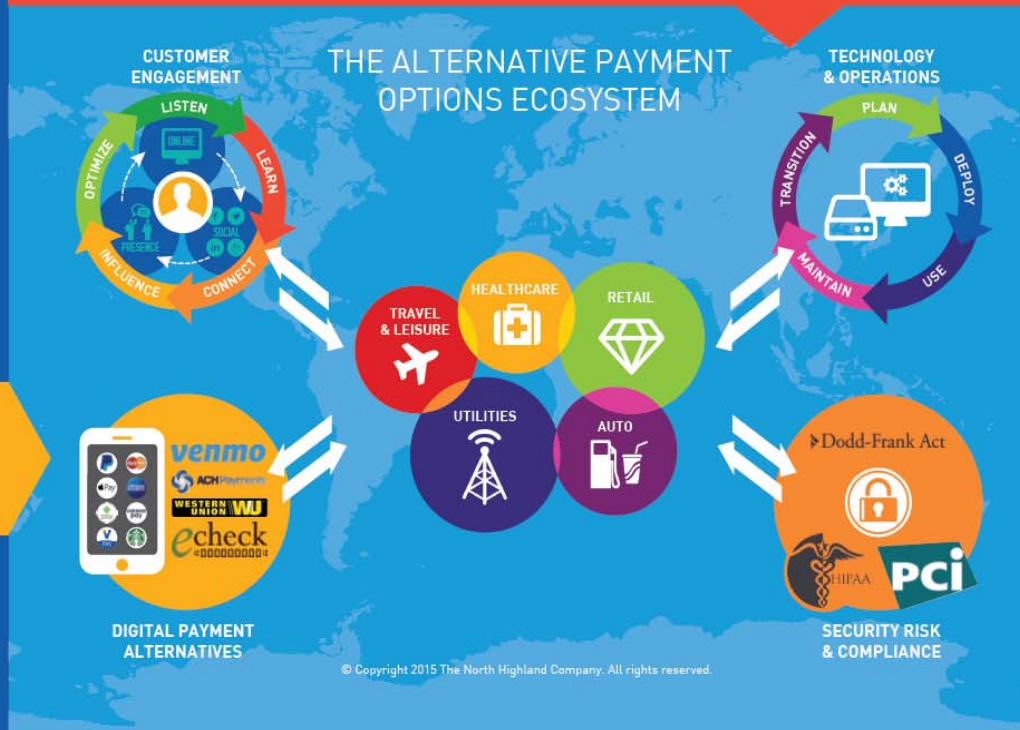 THE ALTERNATIVE PAYMENT
OPTIONS ECOSYSTEM
CUSTOMER
ENGAGEMENT
LISTEN
LEARN
CONNECT
INFLUENCE
OPTIMIZE
ONLINE
SOCIAL
in
PRESENCE
TECHNOLOGY
& OPERATIONS
PLAN
DEPLOY
USE
MAINTAIN
TRANSITION
TRAVEL
& LEISURE
HEALTHCARE
RETAIL
UTILITIES
AUTO
Pay
venmo
ACH Payments
WESTERN
UNION WU
echeck
DIGITAL PAYMENT
ALTERNATIVES
Dodd-Frank Act
HIPAA
PCi
SECURITY RISK
& COMPLIANCE
© Copyright 2015 The North Highland Company. All rights reserved.